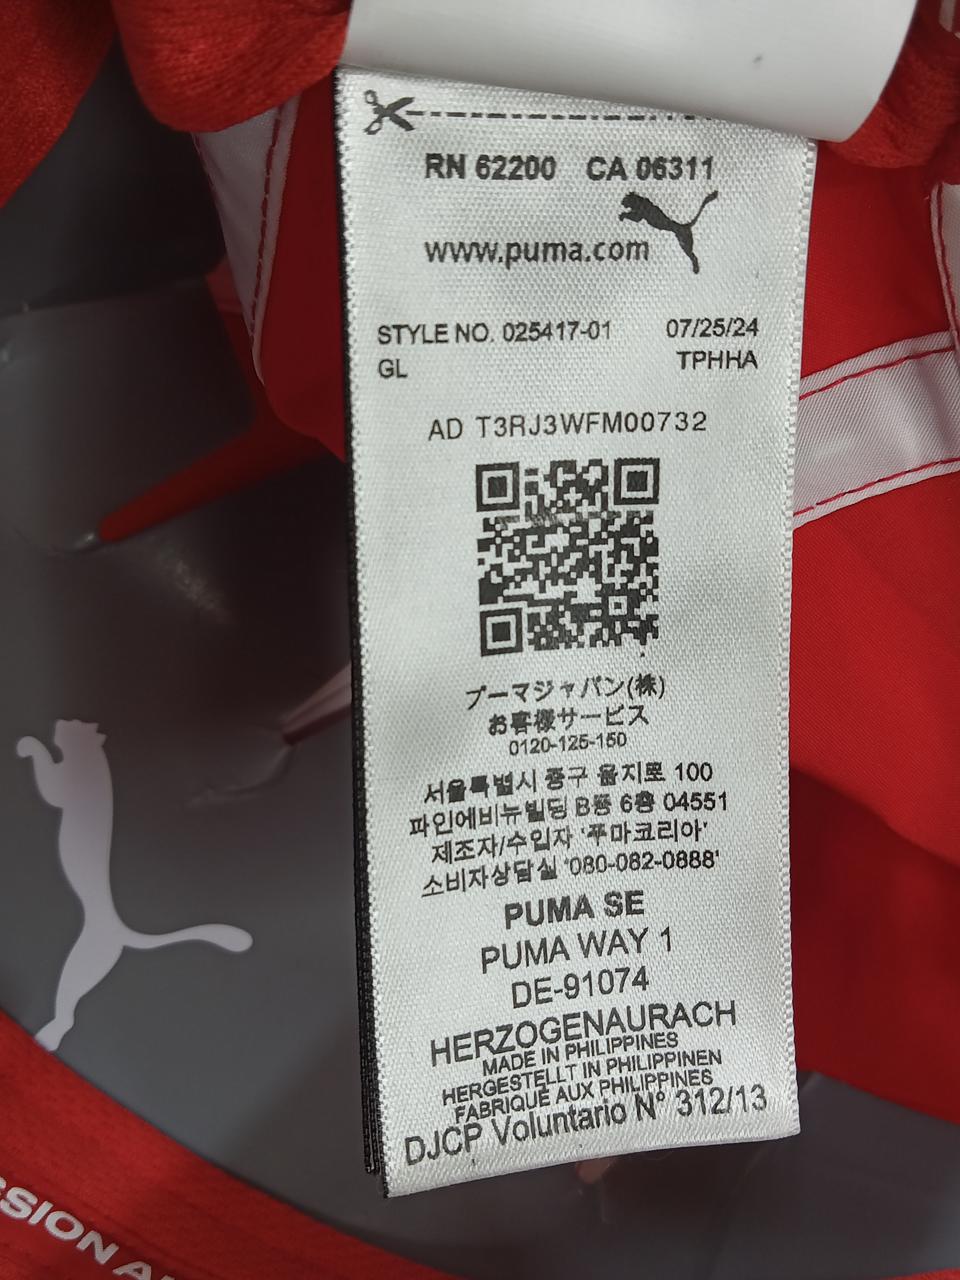 RN 62200 CA 06311
www.puma.com
STYLE NO. 025417-01 07/25/24
GL TPHHA
AD T3RJ3WFM00732
プーマジャパン(株)
お客様サービス
0120-125-150
서울특별시 중구 을지로 100
파인에비뉴빌딩 B동 6층 04551
제조자/수입자 '푸마코리아'
소비자상담실 '080-082-0888'
PUMA SE
PUMA WAY 1
DE-91074
HERZOGENAURACH
MADE IN PHILIPPINES
HERGESTELLT IN PHILIPPINEN
FABRIQUE AUX PHILIPPINES
DJCP Voluntario N° 312/13